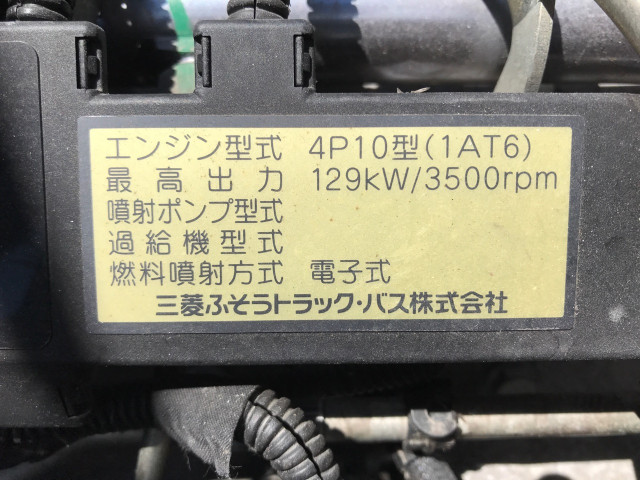 エンジン型式 4P10型(1AT6)
最高出力 129kW/3500rpm
噴射ポンプ型式
過給機型式
燃料噴射方式 電子式
三菱ふそうトラック・バス株式会社